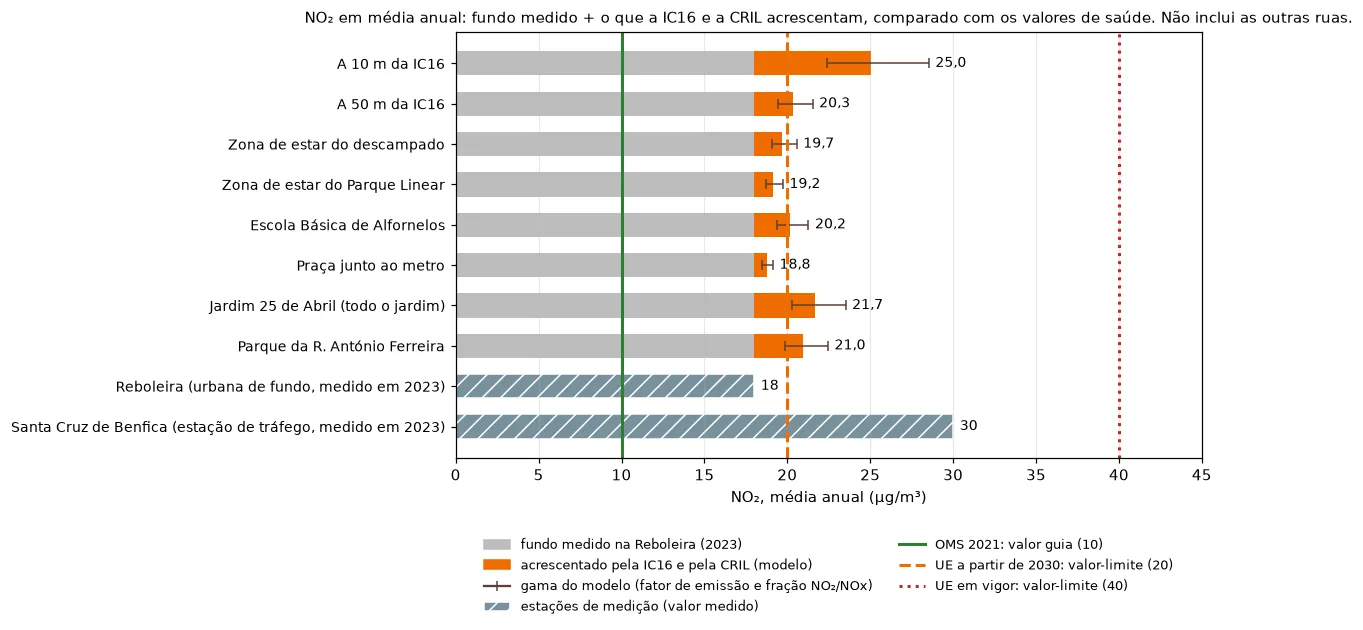 NO₂ em média anual: fundo medido + o que a IC16 e a CRIL acrescentam, comparado com os valores de saúde. Não inclui as outras ruas.
A 10 m da IC16
25,0
A 50 m da IC16
20,3
Zona de estar do descampado
19,7
Zona de estar do Parque Linear
19,2
Escola Básica de Alfornelos
20,2
Praça junto ao metro
18,8
Jardim 25 de Abril (todo o jardim)
21,7
Parque da R. António Ferreira
21,0
Reboleira (urbana de fundo, medido em 2023)
18
Santa Cruz de Benfica (estação de tráfego, medido em 2023)
30
0 5 10 15 20 25 30 35 40 45
NO₂, média anual (µg/m³)
fundo medido na Reboleira (2023)
acrescentado pela IC16 e pela CRIL (modelo)
gama do modelo (fator de emissão e fração NO₂/NOx)
estações de medição (valor medido)
OMS 2021: valor guia (10)
UE a partir de 2030: valor-limite (20)
UE em vigor: valor-limite (40)